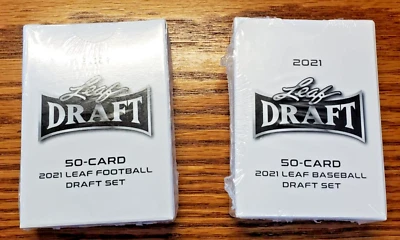 Leaf
DRAFT
50-CARD
2021 LEAF FOOTBALL
DRAFT SET
2021
Leaf
DRAFT
50-CARD
2021 LEAF BASEBALL
DRAFT SET